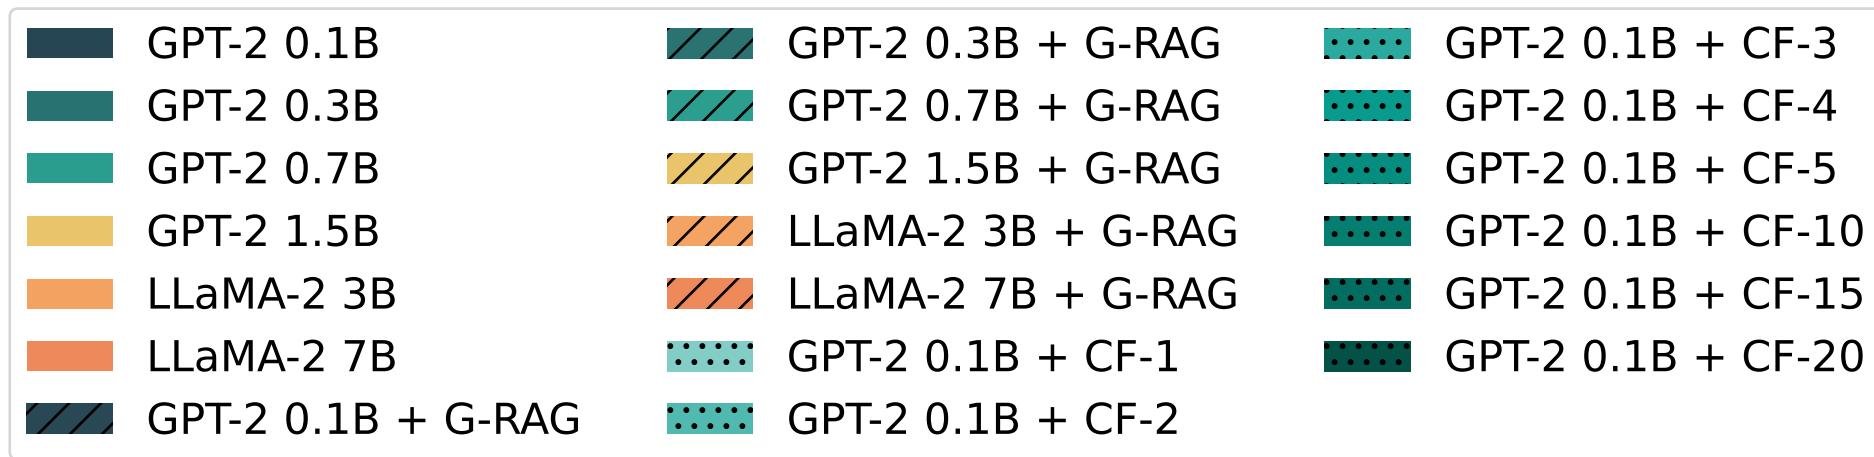 GPT-2 0.1B
GPT-2 0.3B
GPT-2 0.7B
GPT-2 1.5B
LLaMA-2 3B
LLaMA-2 7B
GPT-2 0.1B + G-RAG
GPT-2 0.3B + G-RAG
GPT-2 0.7B + G-RAG
GPT-2 1.5B + G-RAG
LLaMA-2 3B + G-RAG
LLaMA-2 7B + G-RAG
GPT-2 0.1B + CF-1
GPT-2 0.1B + CF-2
GPT-2 0.1B + CF-3
GPT-2 0.1B + CF-4
GPT-2 0.1B + CF-5
GPT-2 0.1B + CF-10
GPT-2 0.1B + CF-15
GPT-2 0.1B + CF-20